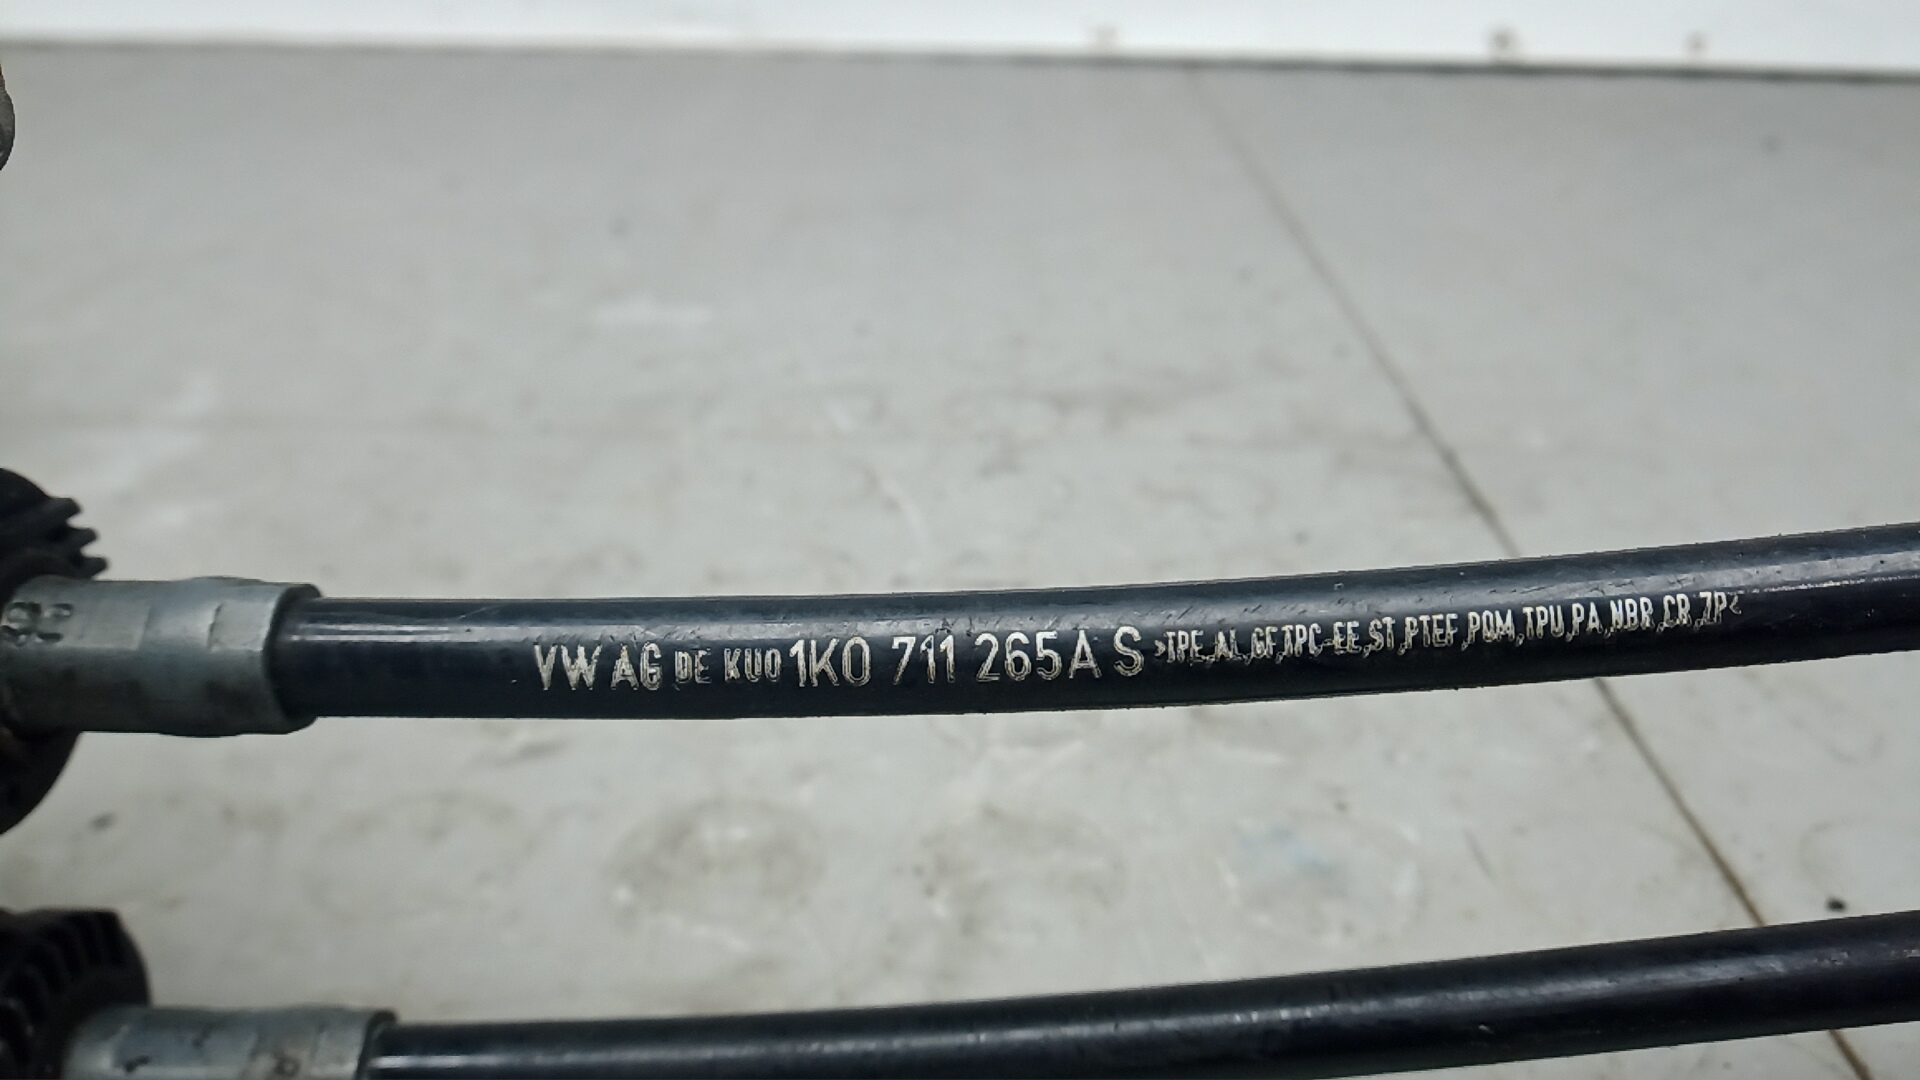 VW AG DE KUO 1K0 711 265 A S >TPE,AL,GF,TPC-EE,ST,PTEF,POM,TPU,PA,NBR,CR,ZP<